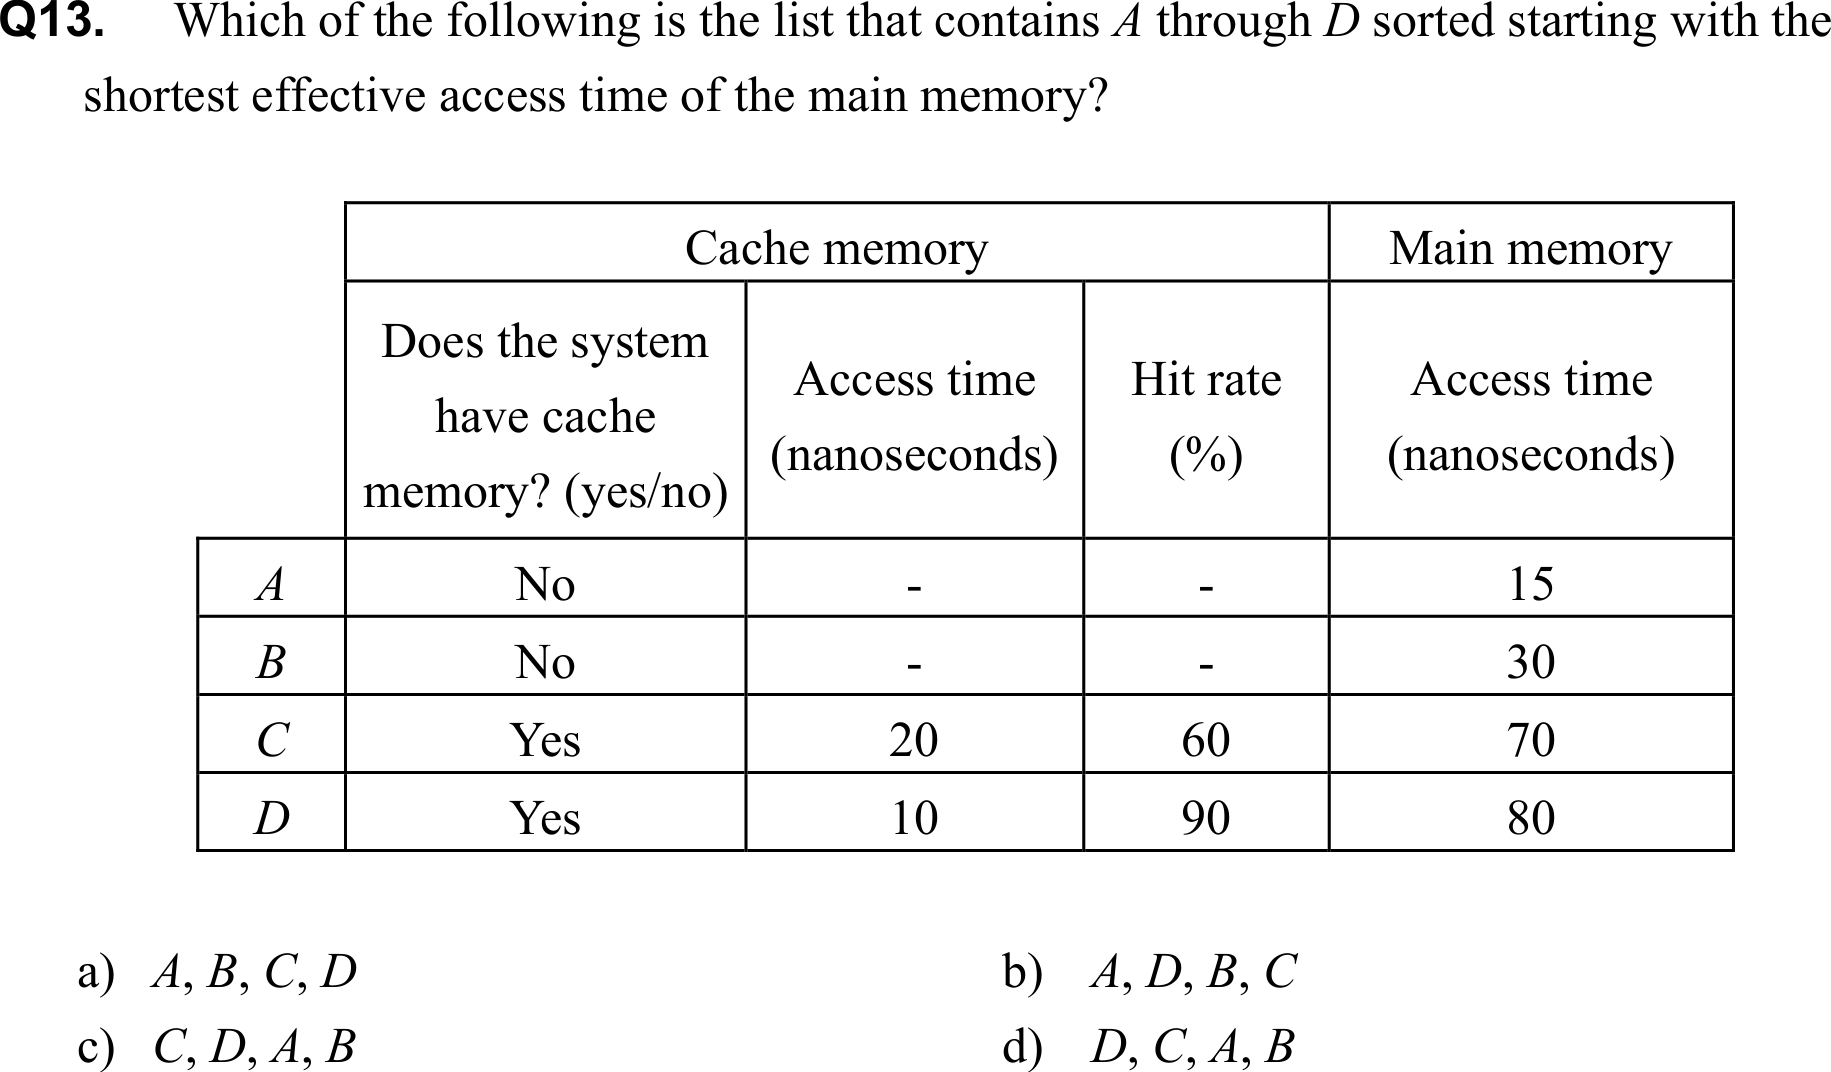 Q13. Which of the following is the list that contains A through D sorted starting with the
shortest effective access time of the main memory?
Cache memory Main memory
Does the system
have cache
memory? (yes/no)
Access time
(nanoseconds)
Hit rate
(%)
Access time
(nanoseconds)
A No - - 15
B No - - 30
C Yes 20 60 70
D Yes 10 90 80
a) A, B, C, D b) A, D, B, C
c) C, D, A, B d) D, C, A, B